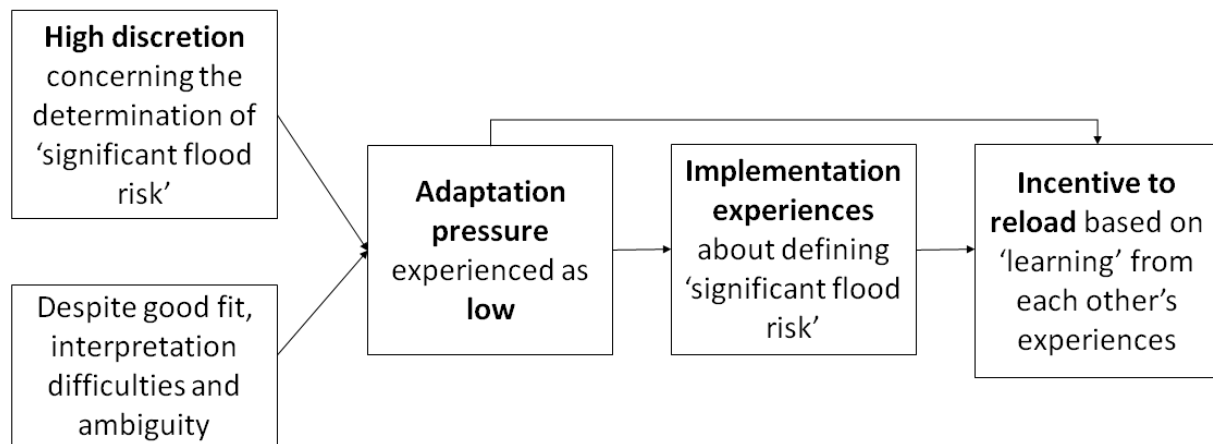 High discretion
concerning the
determination of
‘significant flood
risk’
Despite good fit,
interpretation
difficulties and
ambiguity
Adaptation
pressure
experienced as
low
Implementation
experiences
about defining
‘significant flood
risk’
Incentive to
reload based on
‘learning’ from
each other’s
experiences